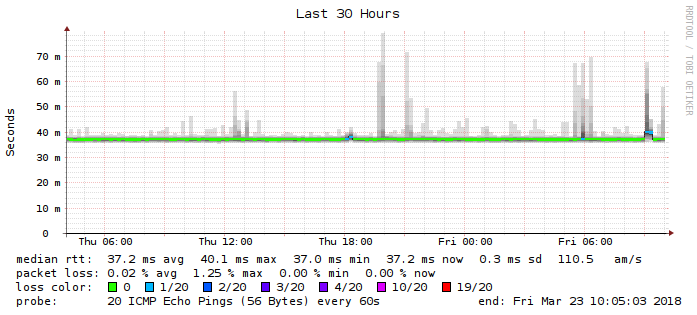 Last 30 Hours
RRDTOOL / TOBI OETIKER
Seconds
70 m
60 m
50 m
40 m
30 m
20 m
10 m
0
Thu 06:00 Thu 12:00 Thu 18:00 Fri 00:00 Fri 06:00
median rtt: 37.2 ms avg 40.1 ms max 37.0 ms min 37.2 ms now 0.3 ms sd 110.5 am/s
packet loss: 0.02 % avg 1.25 % max 0.00 % min 0.00 % now
loss color: 0 1/20 2/20 3/20 4/20 10/20 19/20
probe: 20 ICMP Echo Pings (56 Bytes) every 60s end: Fri Mar 23 10:05:03 2018